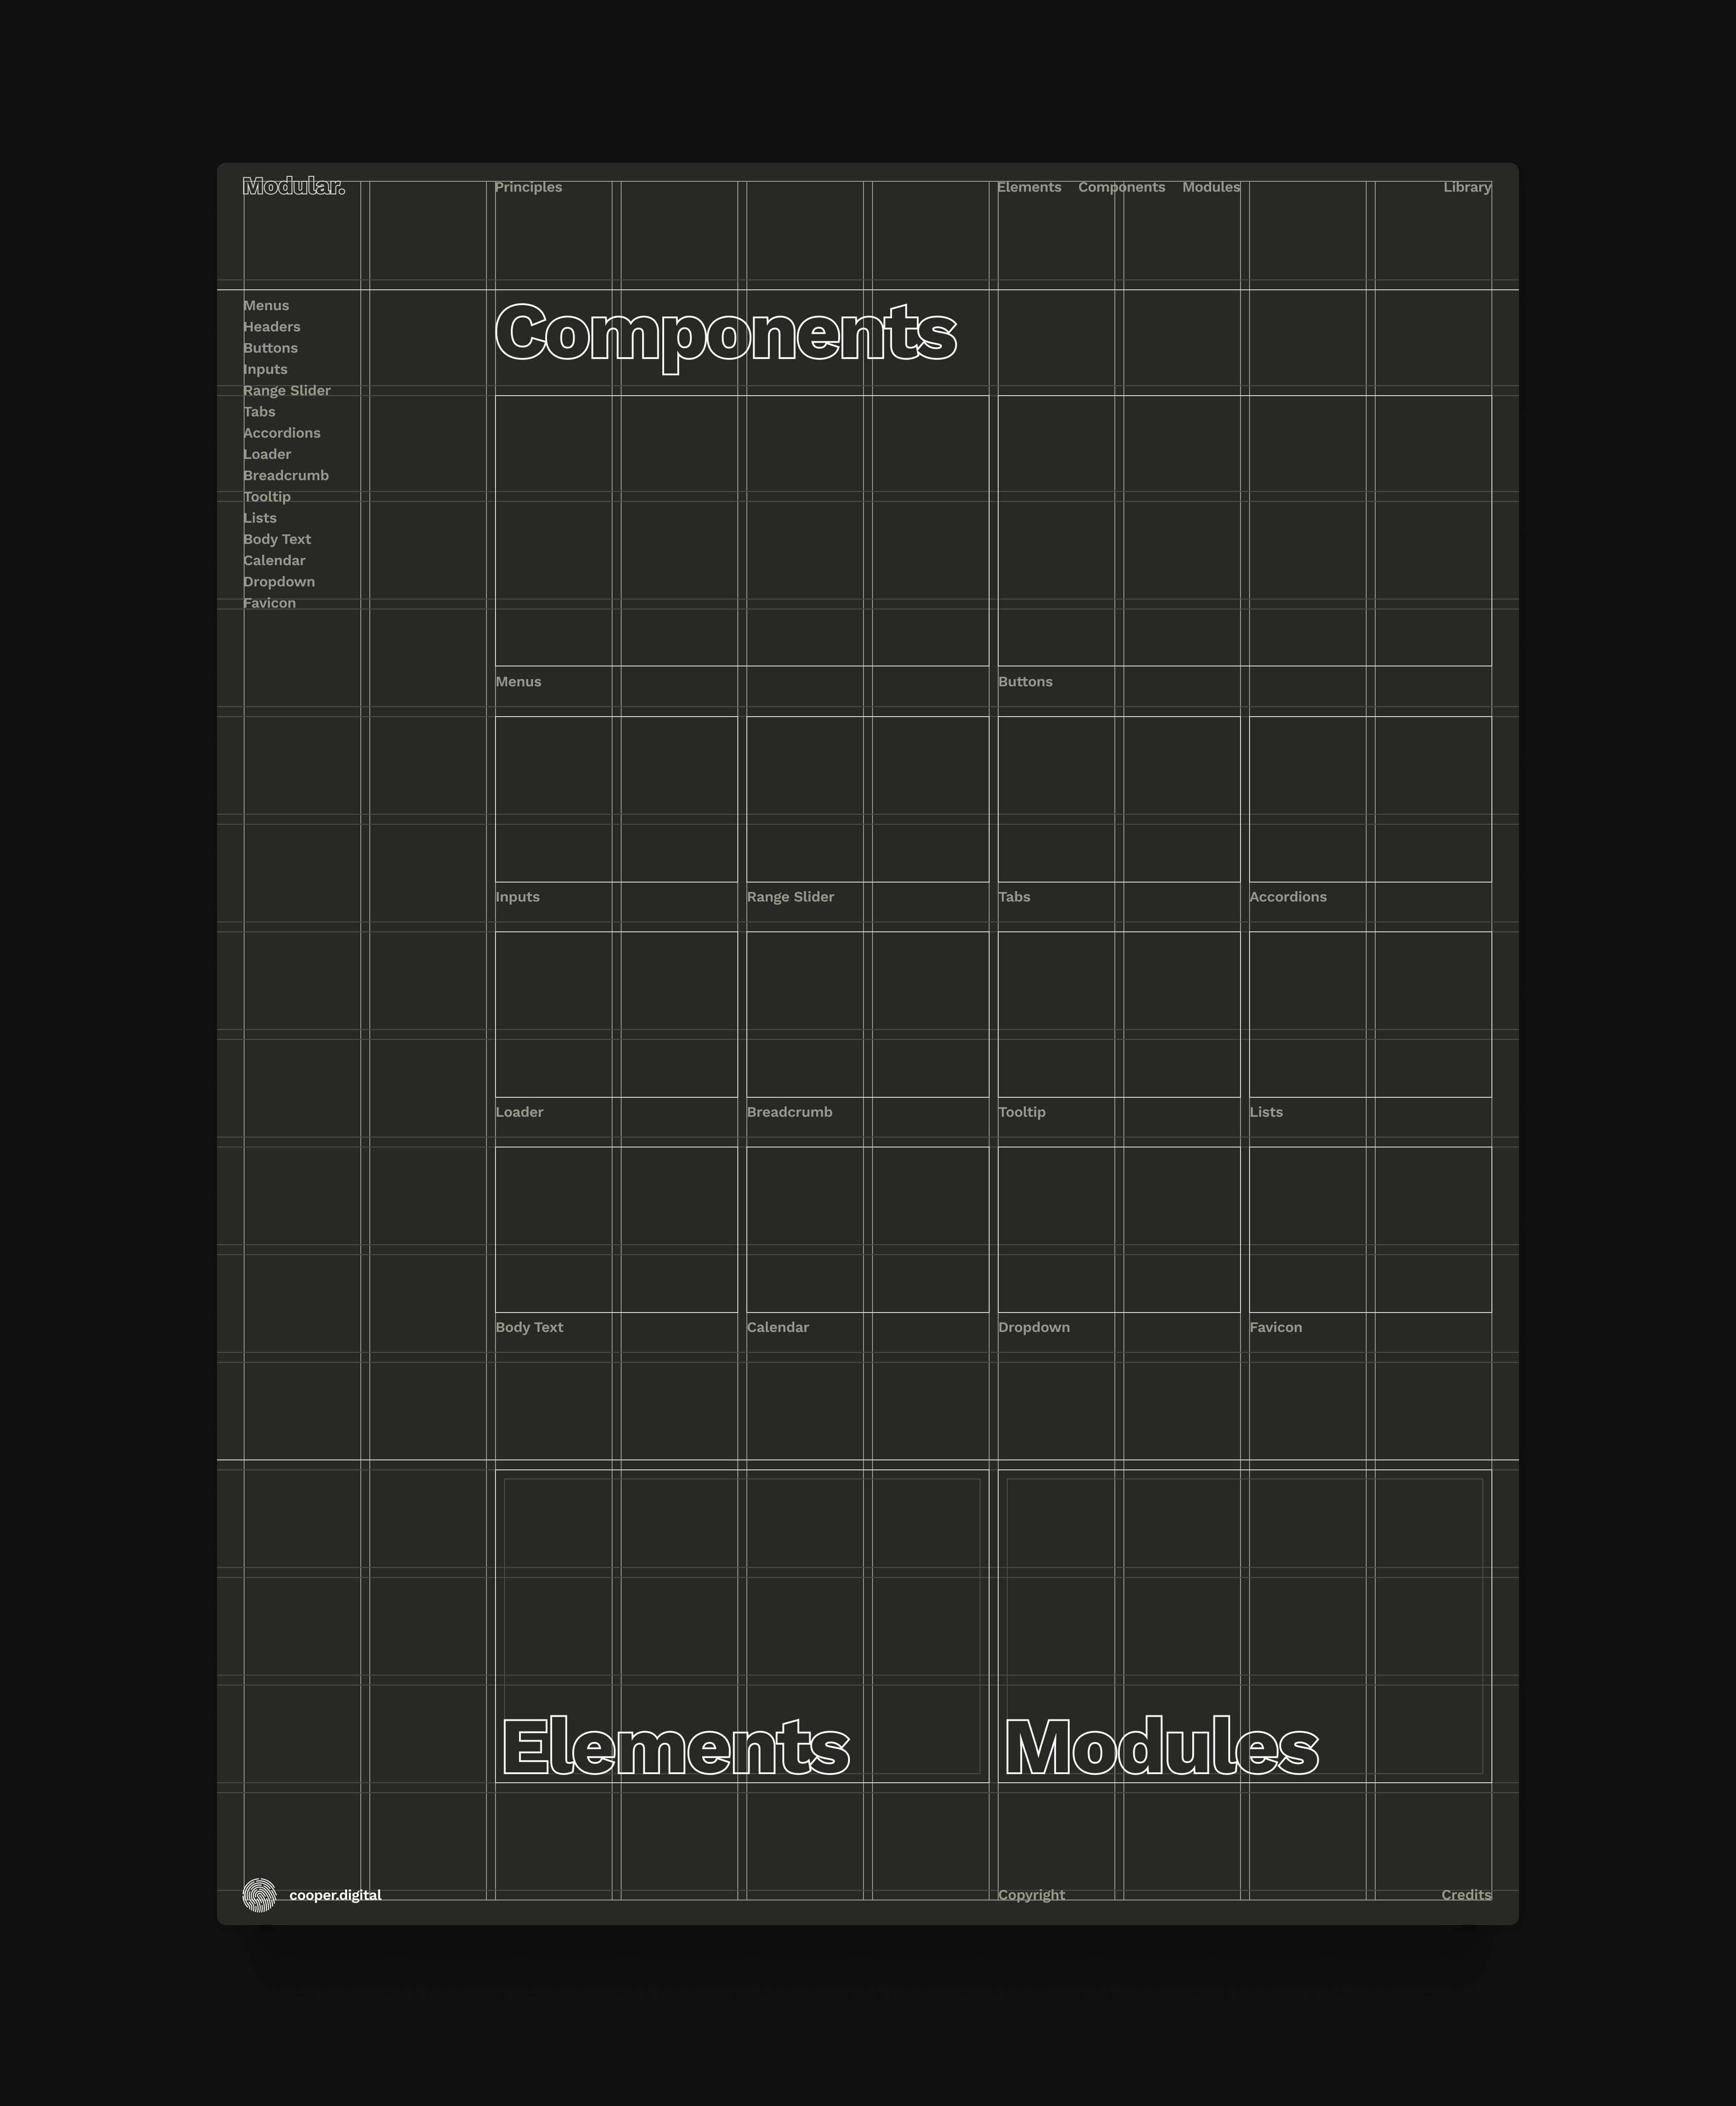 Modular. Principles Elements Components Modules Library
Menus
Headers
Buttons
Inputs
Range Slider
Tabs
Accordions
Loader
Breadcrumb
Tooltip
Lists
Body Text
Calendar
Dropdown
Favicon
Components
Menus Buttons
Inputs Range Slider Tabs Accordions
Loader Breadcrumb Tooltip Lists
Body Text Calendar Dropdown Favicon
Elements Modules
cooper.digital Copyright Credits